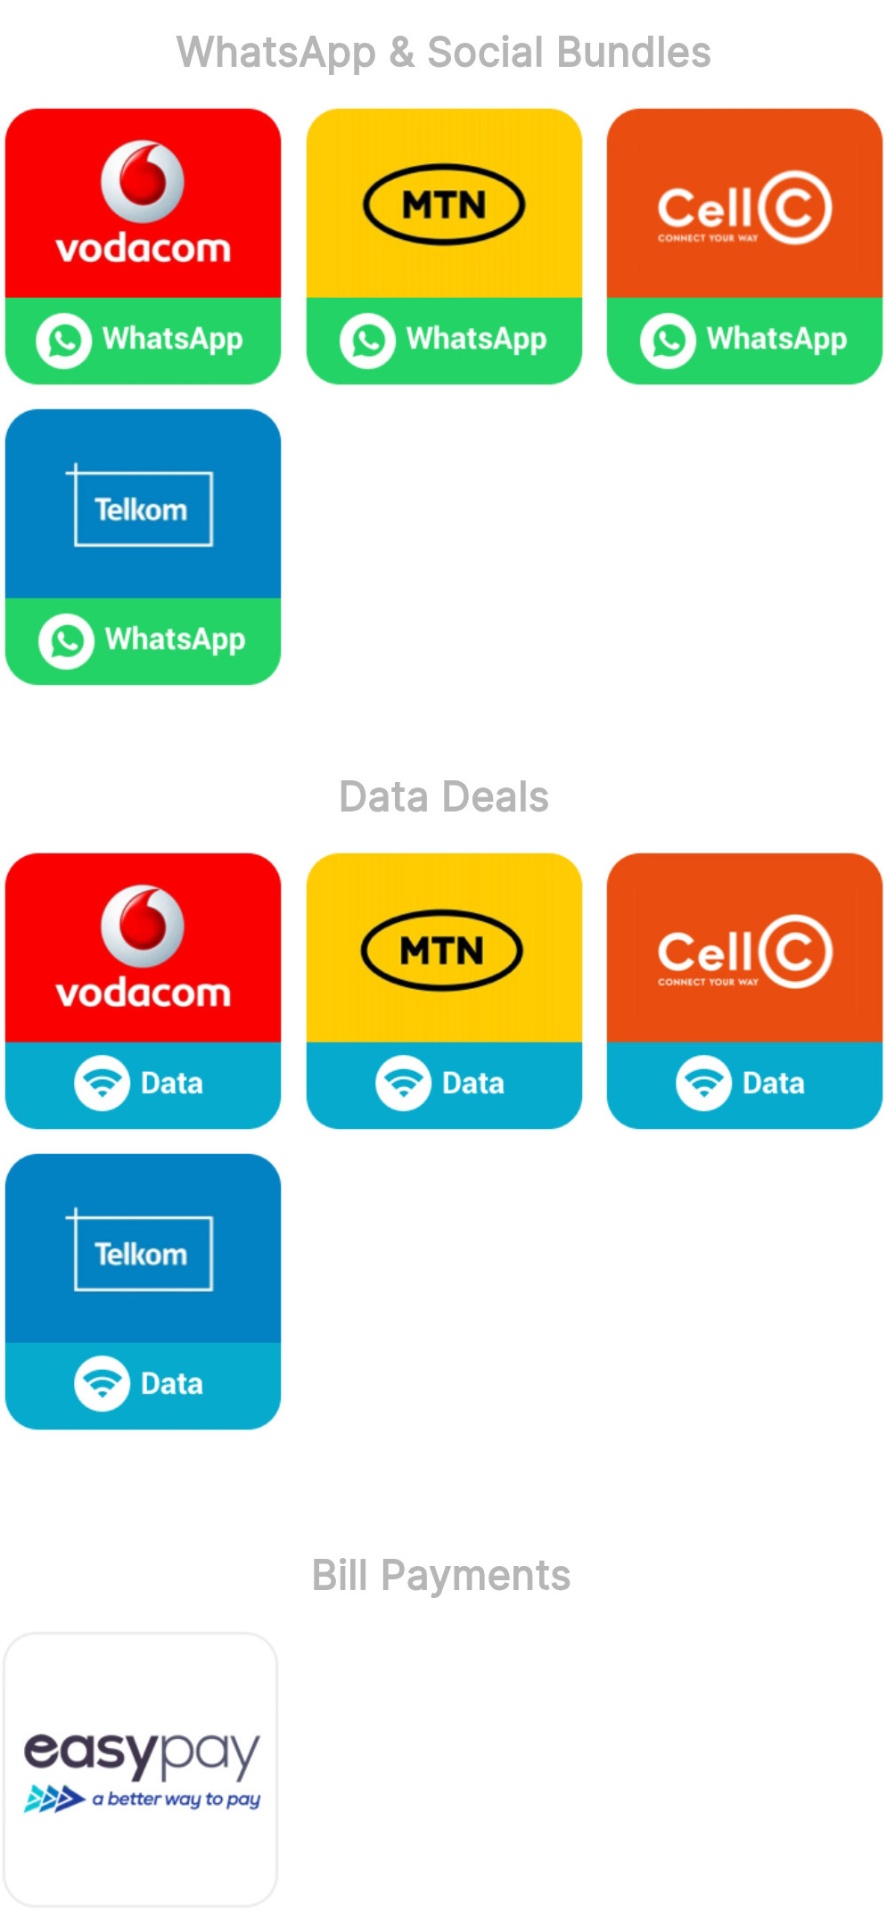 WhatsApp & Social Bundles
vodacom
MTN
Cell C
CONNECT YOUR WAY
WhatsApp
WhatsApp
WhatsApp
Telkom
WhatsApp
Data Deals
vodacom
MTN
Cell C
CONNECT YOUR WAY
Data
Data
Data
Telkom
Data
Bill Payments
easypay
a better way to pay